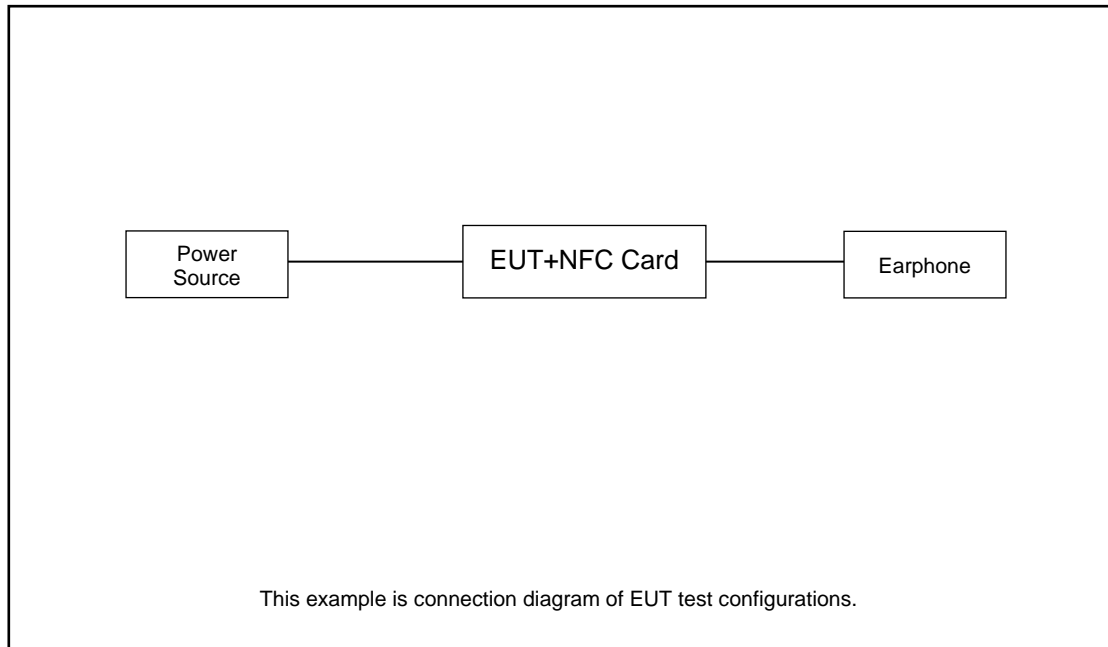 Power
Source
EUT+NFC Card
Earphone
This example is connection diagram of EUT test configurations.